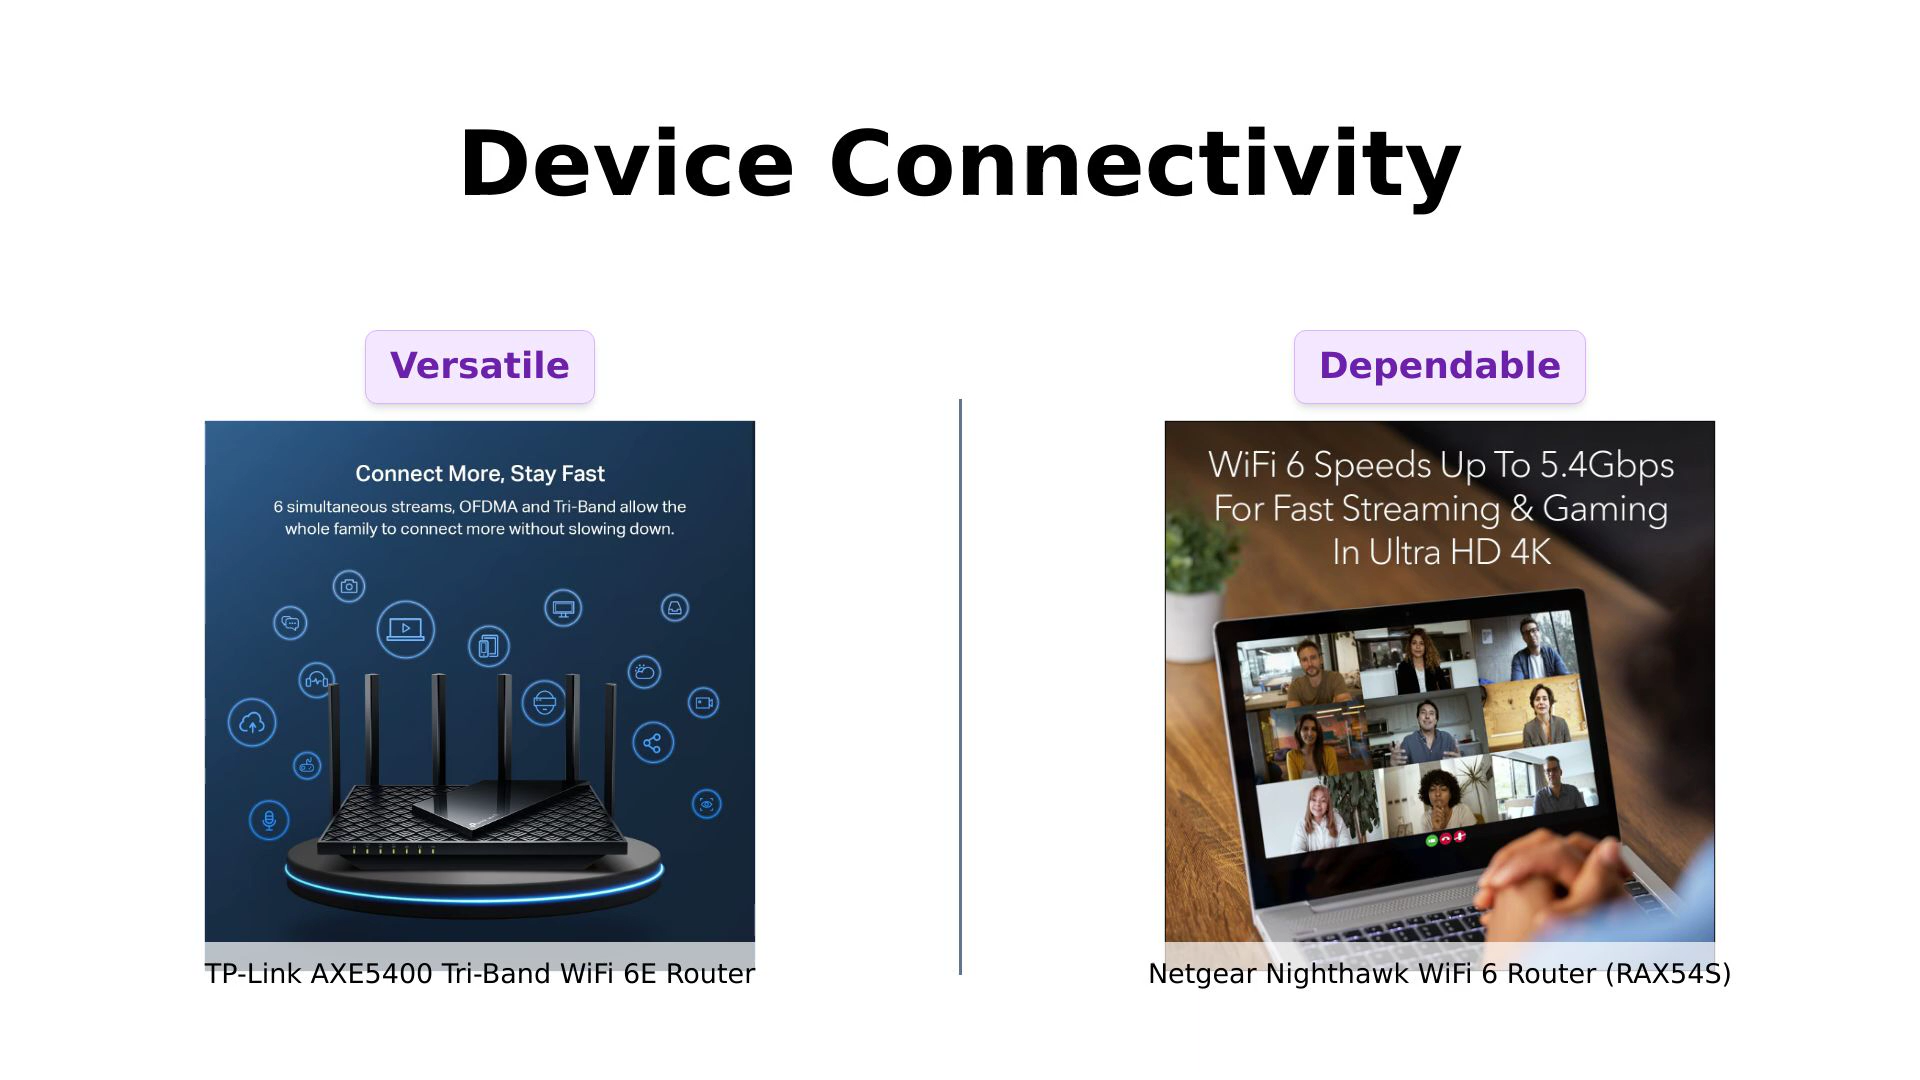 Device Connectivity
Versatile
Connect More, Stay Fast
6 simultaneous streams, OFDMA and Tri-Band allow the
whole family to connect more without slowing down.
TP-Link AXE5400 Tri-Band WiFi 6E Router
Dependable
WiFi 6 Speeds Up To 5.4Gbps
For Fast Streaming & Gaming
In Ultra HD 4K
Netgear Nighthawk WiFi 6 Router (RAX54S)